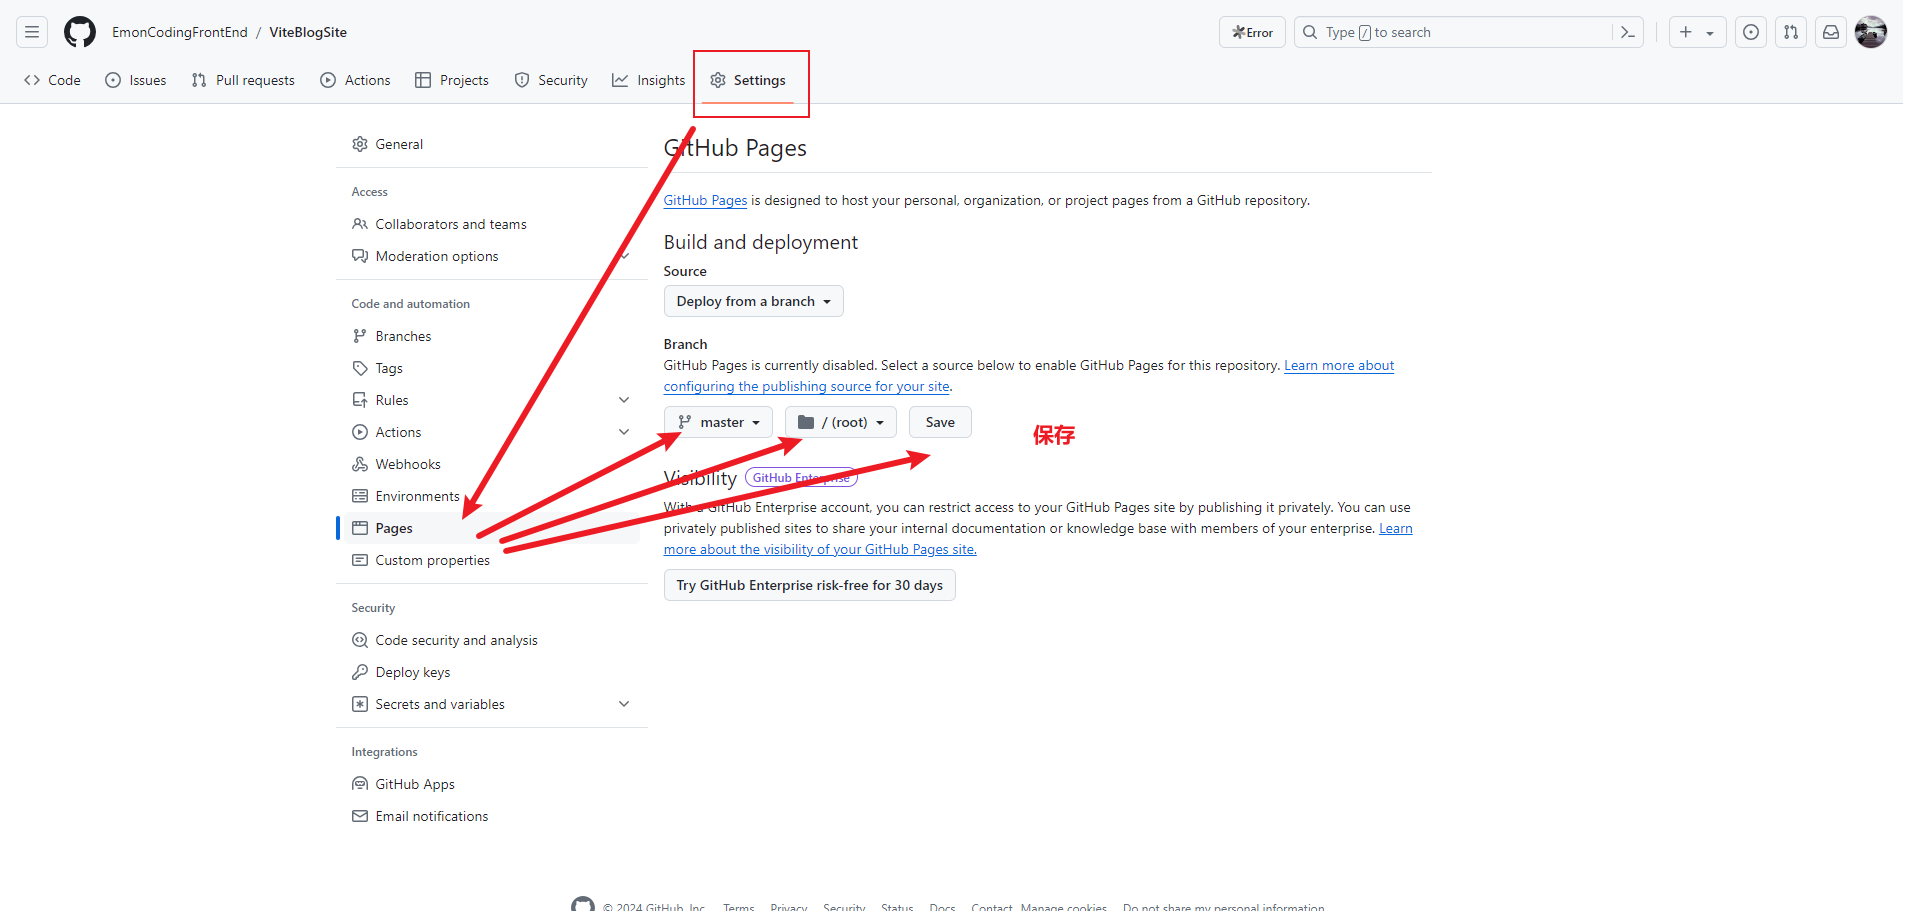 EmonCodingFrontEnd / ViteBlogSite
Error
Type / to search
Code
Issues
Pull requests
Actions
Projects
Security
Insights
Settings
General
Access
Collaborators and teams
Moderation options
Code and automation
Branches
Tags
Rules
Actions
Webhooks
Environments
Pages
Custom properties
Security
Code security and analysis
Deploy keys
Secrets and variables
Integrations
GitHub Apps
Email notifications
GitHub Pages
GitHub Pages is designed to host your personal, organization, or project pages from a GitHub repository.
Build and deployment
Source
Deploy from a branch
Branch
GitHub Pages is currently disabled. Select a source below to enable GitHub Pages for this repository. Learn more about
configuring the publishing source for your site.
master
/ (root)
Save
保存
Visibility
GitHub Enterprise
With a GitHub Enterprise account, you can restrict access to your GitHub Pages site by publishing it privately. You can use
privately published sites to share your internal documentation or knowledge base with members of your enterprise. Learn
more about the visibility of your GitHub Pages site.
Try GitHub Enterprise risk-free for 30 days
© 2024 GitHub, Inc.
Terms
Privacy
Security
Status
Docs
Contact
Manage cookies
Do not share my personal information